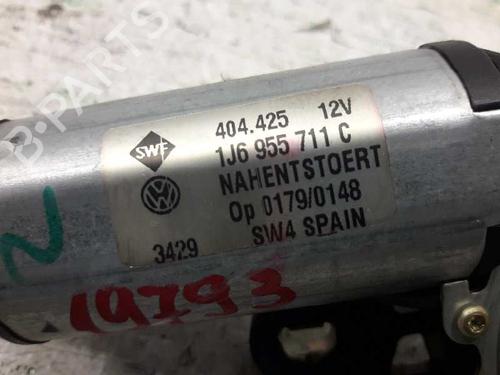 B-PARTS
404.425 12V
SWF
1J6 955 711 C
NAHENTSTOERT
Op 0179/0148
3429
SW4 SPAIN
N
19793